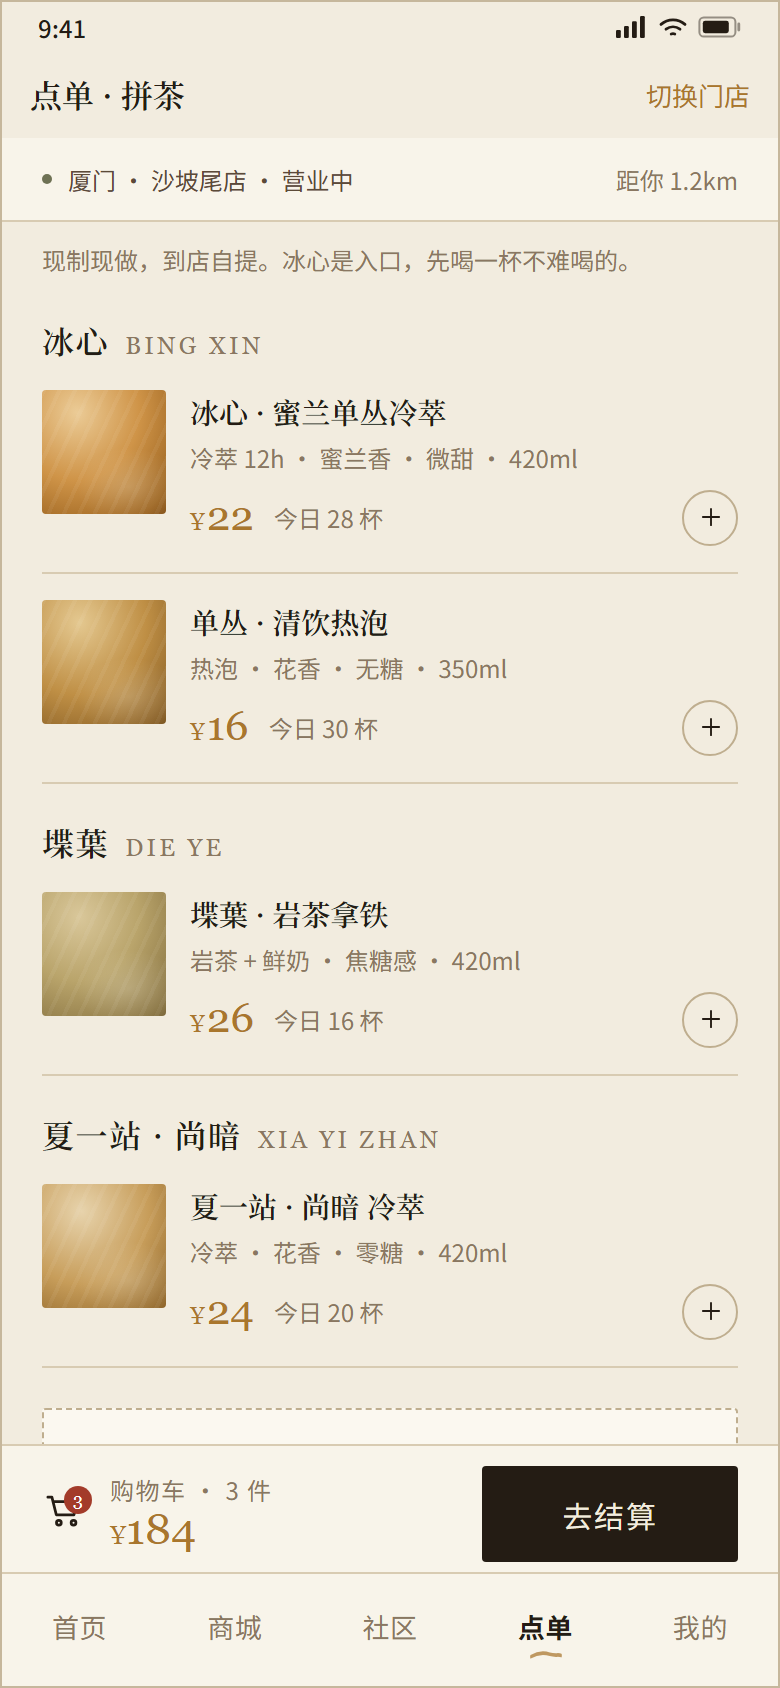 9:41
点单 · 拼茶
切换门店
厦门 · 沙坡尾店 · 营业中
距你 1.2km
现制现做，到店自提。冰心是入口，先喝一杯不难喝的。
冰心 BING XIN
冰心 · 蜜兰单丛冷萃
冷萃 12h · 蜜兰香 · 微甜 · 420ml
¥22 今日 28 杯
+
单丛 · 清饮热泡
热泡 · 花香 · 无糖 · 350ml
¥16 今日 30 杯
+
堞葉 DIE YE
堞葉 · 岩茶拿铁
岩茶 + 鲜奶 · 焦糖感 · 420ml
¥26 今日 16 杯
+
夏一站 · 尚暗 XIA YI ZHAN
夏一站 · 尚暗 冷萃
冷萃 · 花香 · 零糖 · 420ml
¥24 今日 20 杯
+
3
购物车 · 3 件
¥184
去结算
首页 商城 社区 点单 我的